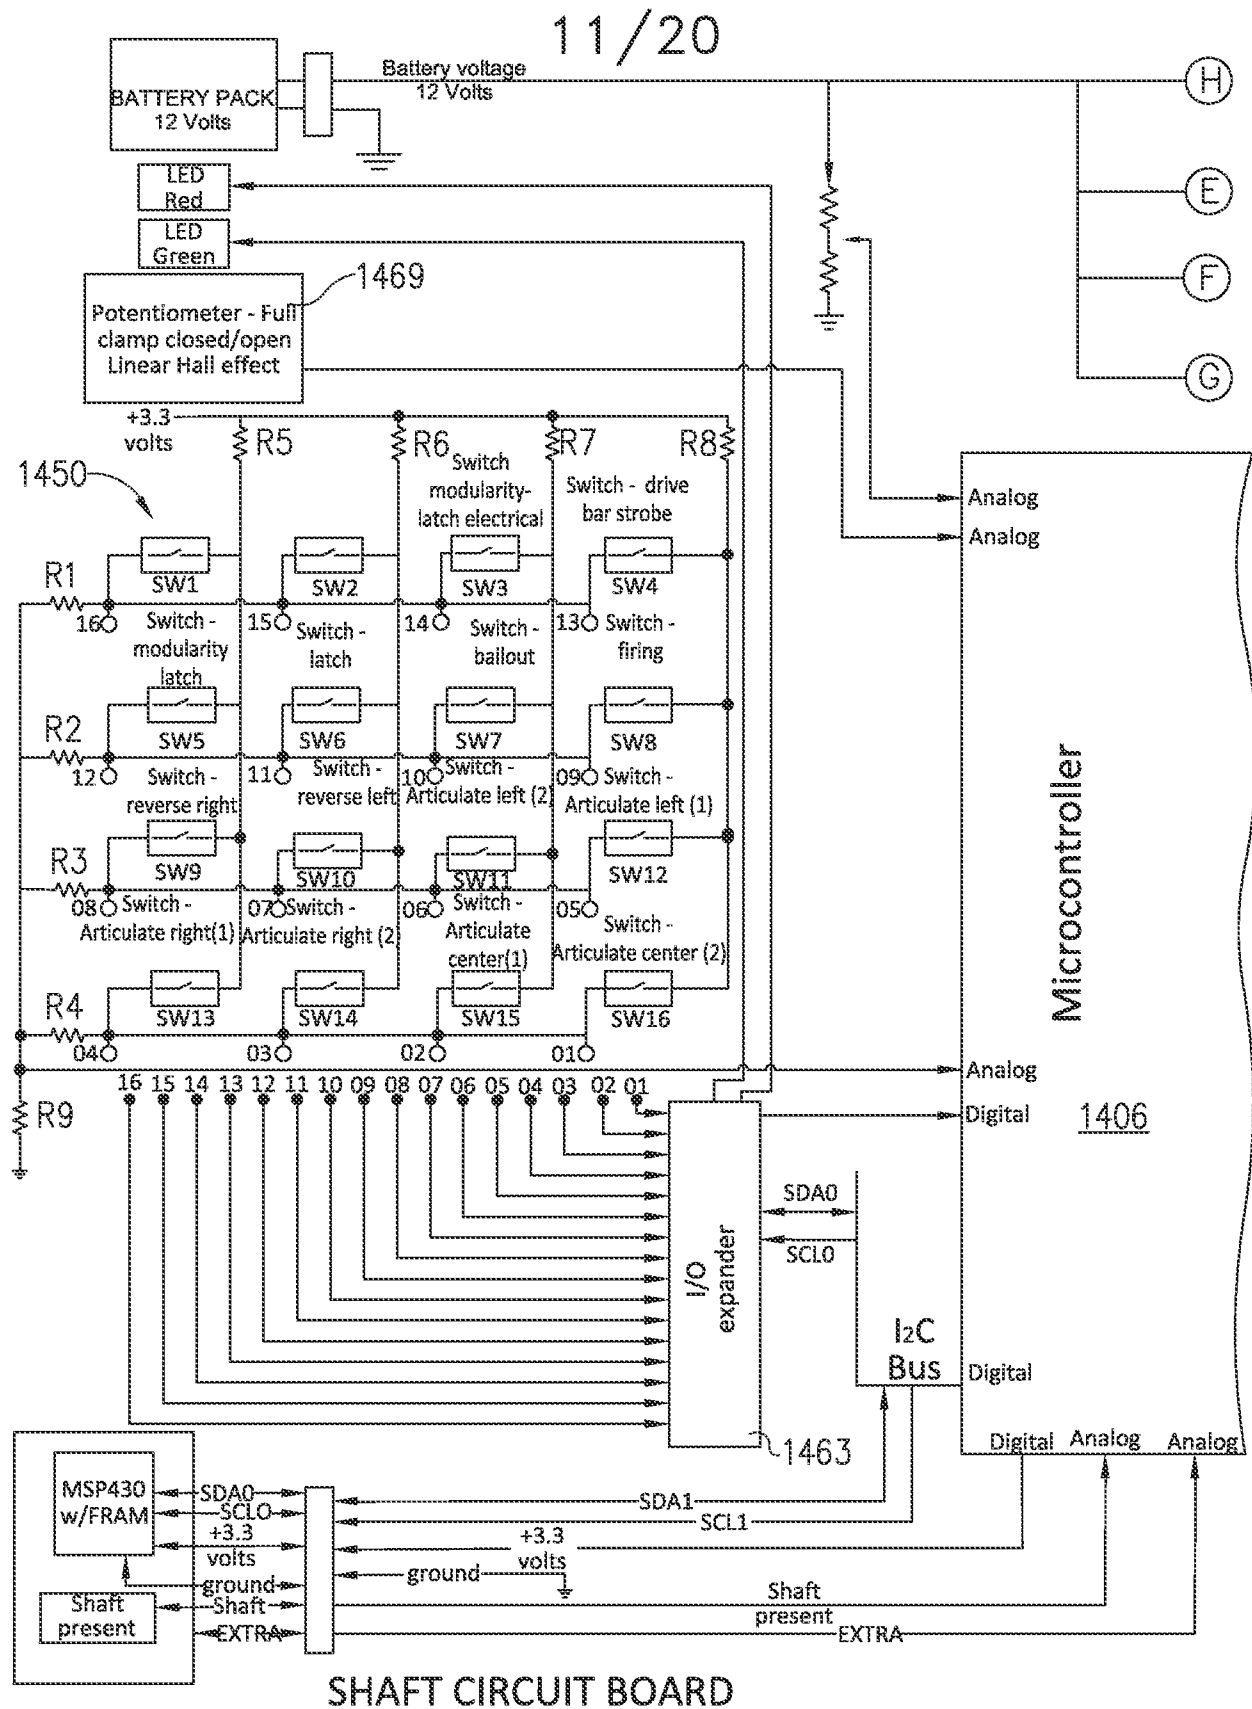 11/20
BATTERY PACK
12 Volts
Battery voltage
12 Volts
H
LED
Red
E
LED
Green
F
1469
Potentiometer - Full
clamp closed/open
Linear Hall effect
G
+3.3
volts
R5
R6
R7
R8
1450
Switch
modularity-
latch electrical
Switch - drive
bar strobe
Analog
Analog
SW1
SW2
SW3
SW4
R1
16
15
14
13
Switch -
modularity
latch
Switch -
latch
Switch -
bailout
Switch -
firing
SW5
SW6
SW7
SW8
R2
12
11
10
09
Switch -
reverse right
Switch -
reverse left
Switch -
Articulate left (2)
Switch -
Articulate left (1)
SW9
SW10
SW11
SW12
R3
08
07
06
05
Switch -
Articulate right(1)
Switch -
Articulate right (2)
Switch -
Articulate
center(1)
Switch -
Articulate center (2)
SW13
SW14
SW15
SW16
R4
04
03
02
01
Microcontroller
1406
16 15 14 13 12 11 10 09 08 07 06 05 04 03 02 01
R9
Analog
Digital
I/O
expander
SDA0
SCL0
I2C
Bus
Digital
1463
Digital
Analog
Analog
MSP430
w/FRAM
SDA0
SCLO
+3.3
volts
ground
Shaft
present
Shaft
EXTRA
SDA1
SCL1
+3.3
volts
ground
Shaft
present
EXTRA
SHAFT CIRCUIT BOARD